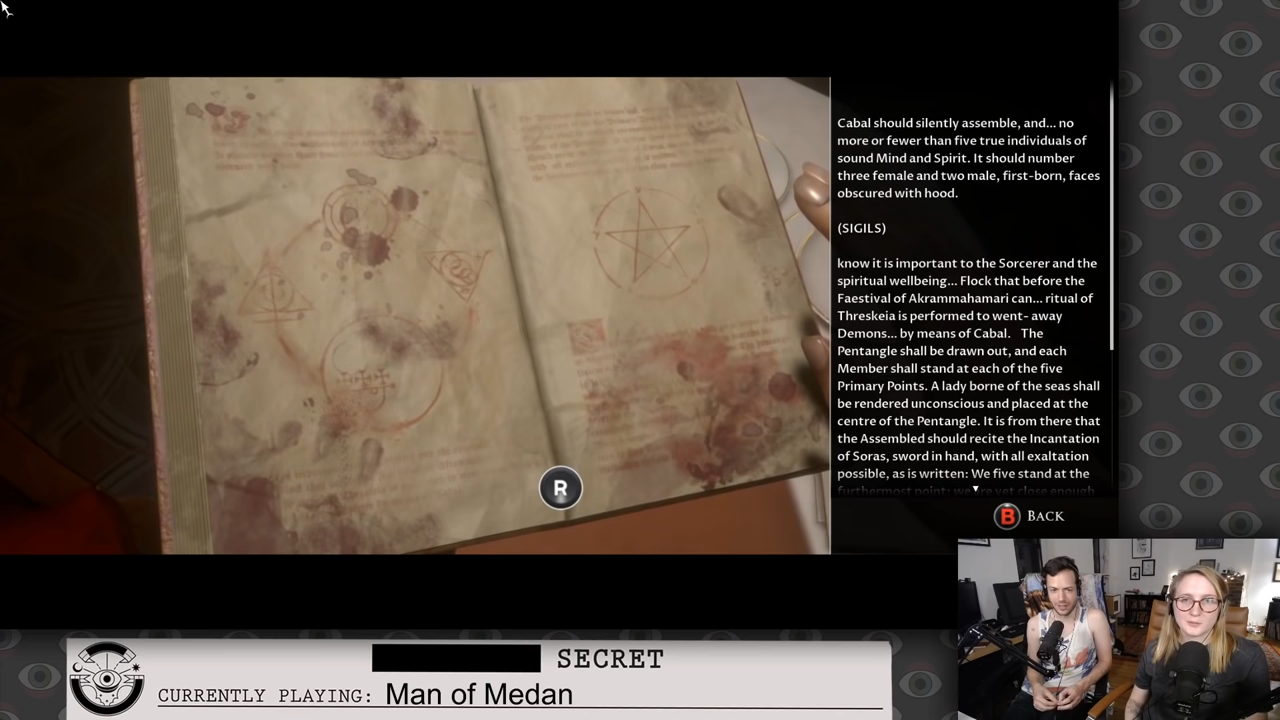 Cabal should silently assemble, and... no
more or fewer than five true individuals of
sound Mind and Spirit. It should number
three female and two male, first-born, faces
obscured with hood.
(SIGILS)
know it is important to the Sorcerer and the
spiritual wellbeing... Flock that before the
Faestival of Akrammahamari can... ritual of
Threskeia is performed to went- away
Demons... by means of Cabal. The
Pentangle shall be drawn out, and each
Member shall stand at each of the five
Primary Points. A lady borne of the seas shall
be rendered unconscious and placed at the
centre of the Pentangle. It is from there that
the Assembled should recite the Incantation
of Soras, sword in hand, with all exaltation
possible, as is written: We five stand at the
furthermost point; we're yet close enough
R
B BACK
SECRET
CURRENTLY PLAYING: Man of Medan